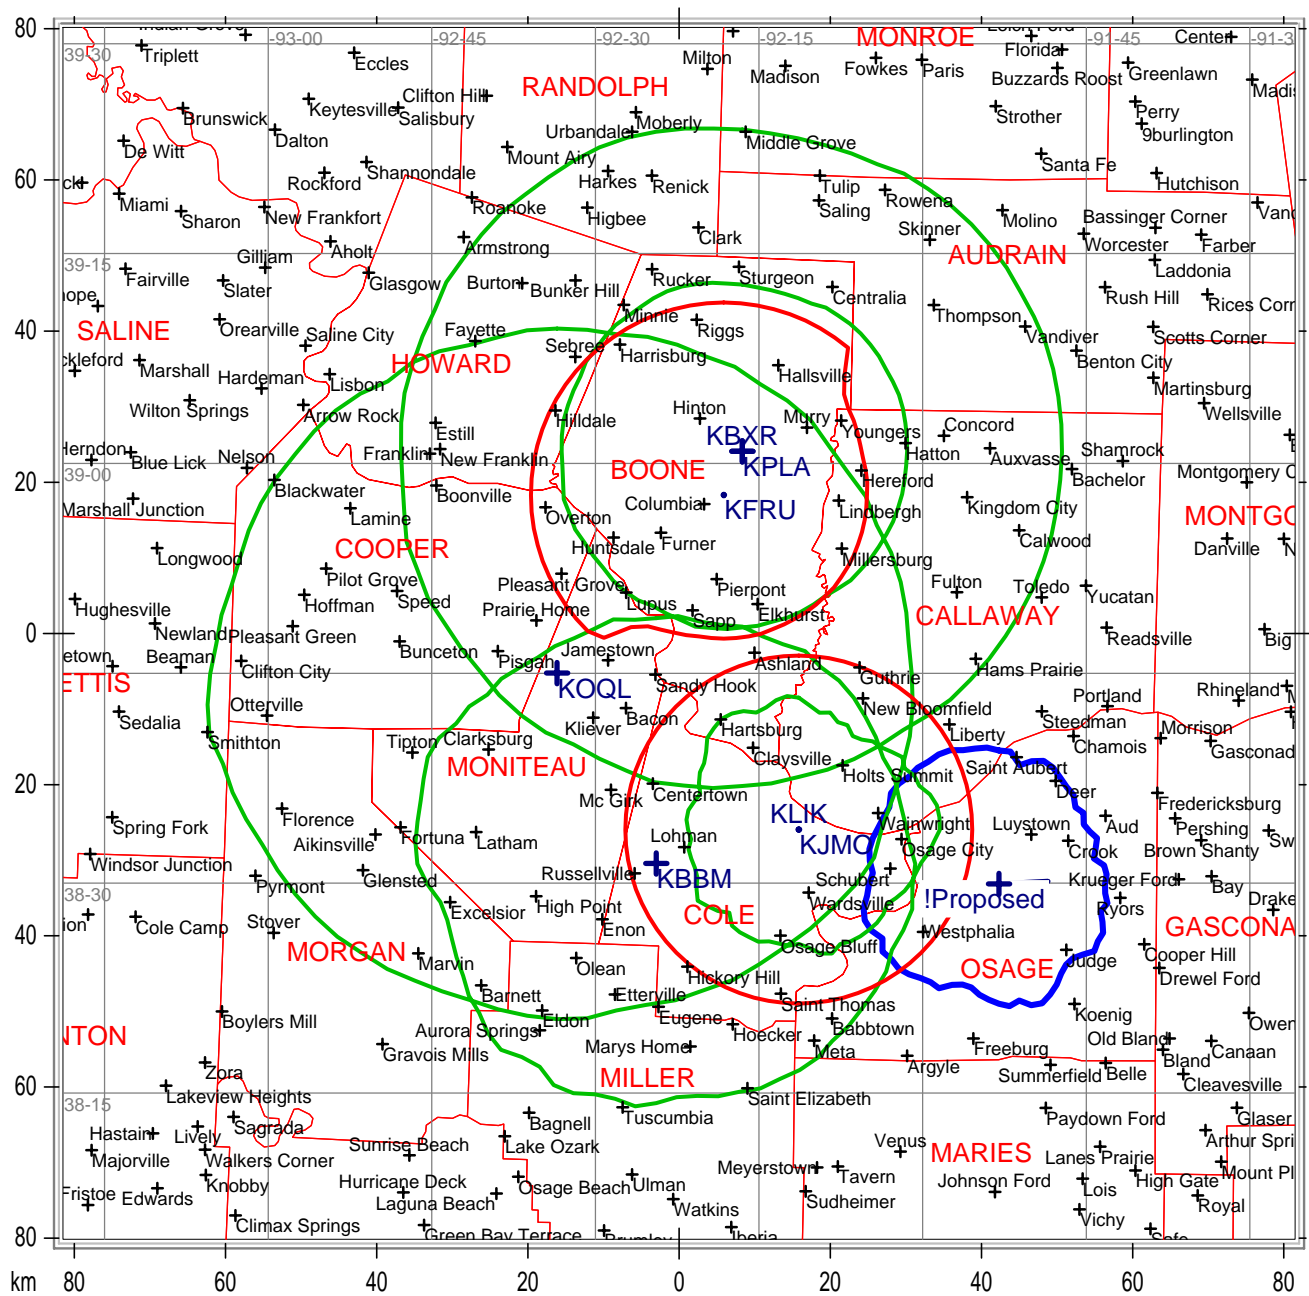 80
-93-00
-92-45
-92-30
-92-15
MONROE
-91-45
Center
-91-3
39-30
Triplett
Eccles
RANDOLPH
Milton
Madison
Fowkes
Paris
Florida
Buzzards Roost
Greenlawn
Madis
Brunswick
Keytesville
Clifton Hill
Salisbury
Moberly
Urbandale
Middle Grove
Strother
Perry
9burlington
De Witt
Dalton
Shannondale
Mount Airy
Santa Fe
60
Rockford
Harkes
Renick
Tulip
Rowena
Hutchison
Miami
Sharon
New Frankfort
Roanoke
Higbee
Saling
Molino
Bassinger Corner
Vand
Aholt
Armstrong
Clark
Skinner
Worcester
Farber
39-15
Gilliam
AUDRAIN
Laddonia
Fairville
Slater
Glasgow
Burton
Bunker Hill
Rucker
Sturgeon
Centralia
Rush Hill
Rices Corn
hope
Minnie
Thompson
40
SALINE
Orearville
Saline City
Fayette
Riggs
Vandiver
Scotts Corner
ckleford
Marshall
Hardeman
Lisbon
HOWARD
Sebree
Harrisburg
Hallsville
Benton City
Martinsburg
Wilton Springs
Arrow Rock
Hilldale
Hinton
Murry
Youngers
Concord
Wellsville
Herndon
Blue Lick
Nelson
Estill
Franklin
New Franklin
KBXR
KPLA
Hatton
Auxvasse
Shamrock
39-00
BOONE
Hereford
Bachelor
Montgomery C
20
Blackwater
Boonville
Columbia
KFRU
Marshall Junction
Lamine
Overton
Lindbergh
Kingdom City
MONTGO
Longwood
COOPER
Huntsdale
Furner
Millersburg
Calwood
Danville
N
Pilot Grove
Pleasant Grove
Pierpont
Fulton
Toledo
Yucatan
Hughesville
Hoffman
Speed
Prairie Home
Lupus
Sapp
Elkhurst
CALLAWAY
0
Newland
Pleasant Green
Readsville
Big
etown
Beaman
Clifton City
Bunceton
Pisgah
Jamestown
Ashland
Guthrie
Hams Prairie
ETTIS
KOQL
Sandy Hook
Rhineland
Sedalia
Otterville
Kliever
Bacon
Hartsburg
New Bloomfield
Portland
Steedman
Smithton
Tipton
Clarksburg
Claysville
Liberty
Chamois
Morrison
Gasconad
MONITEAU
Holts Summit
Saint Aubert
20
Mc Girk
Centertown
Deer
Fredericksburg
Spring Fork
Florence
Aikinsville
Fortuna
Latham
KLIK
KJMO
Wainwright
Luystown
Aud
Pershing
Sw
Lohman
Osage City
Crook
Brown Shanty
Windsor Junction
Pyrmont
Glensted
Russellville
KBBM
Schubert
Krueger Ford
Bay
38-30
Excelsior
High Point
COLE
Wardsville
!Proposed
Ryors
Drake
ion
Cole Camp
Stover
Enon
Westphalia
GASCONA
40
MORGAN
Marvin
Olean
Hickory Hill
Osage Bluff
OSAGE
Judge
Cooper Hill
Drewel Ford
Barnett
Etterville
Saint Thomas
Boylers Mill
Eldon
Eugene
Babbtown
Koenig
Owen
NTON
Aurora Springs
Hoecker
Gravois Mills
Marys Home
Meta
Freeburg
Old Bland
Bland
Canaan
Zora
MILLER
Argyle
Summerfield
Belle
Cleavesville
60
38-15
Lakeview Heights
Saint Elizabeth
Sagrada
Bagnell
Tuscumbia
Paydown Ford
Glaser
Hastain
Lively
Sunrise Beach
Lake Ozark
Venus
MARIES
Arthur Spri
Majorville
Walkers Corner
Meyerstown
Tavern
Lanes Prairie
Mount Pl
Knobby
Hurricane Deck
Osage Beach
Ulman
Johnson Ford
Lois
High Gate
Fristoe
Edwards
Laguna Beach
Watkins
Sudheimer
Royal
Climax Springs
Vichy
Green Bay Terrace
Brumley
Iberia
Safe
80
km
80
60
40
20
0
20
40
60
80